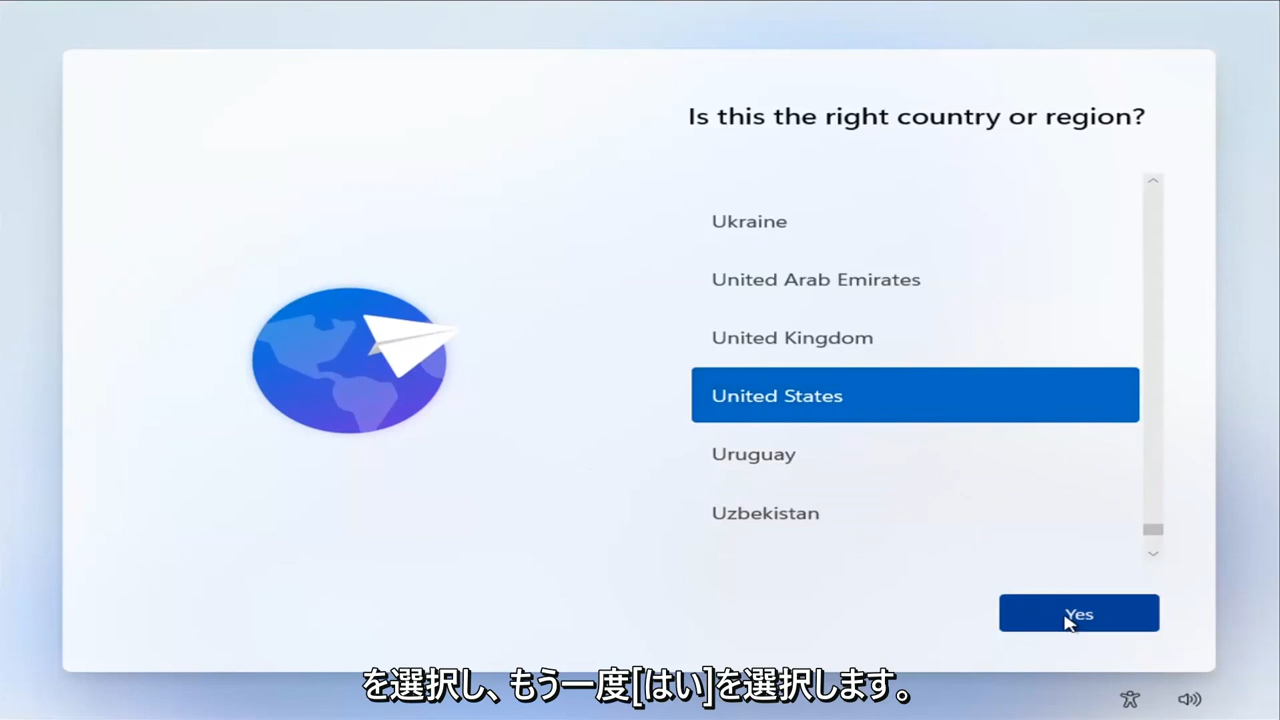 Is this the right country or region?
Ukraine
United Arab Emirates
United Kingdom
United States
Uruguay
Uzbekistan
Yes
を選択し、もう一度[はい]を選択します。